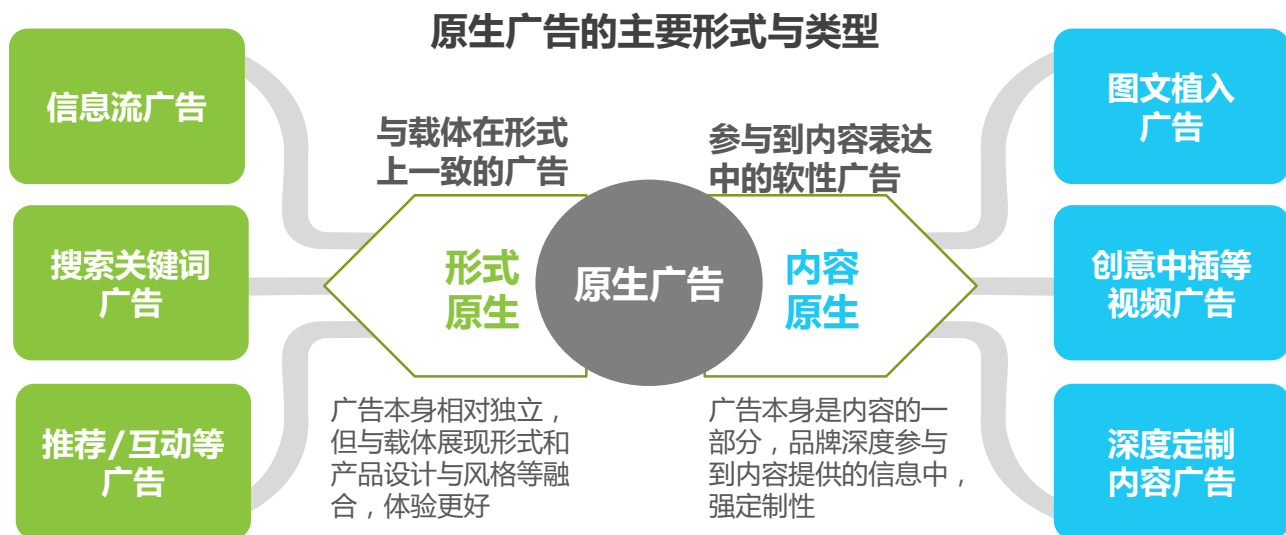 原生广告的主要形式与类型
信息流广告
搜索关键词
广告
推荐/互动等
广告
与载体在形式
上一致的广告
形式
原生
广告本身相对独立，
但与载体展现形式和
产品设计与风格等融
合，体验更好
原生广告
参与到内容表达
中的软性广告
内容
原生
广告本身是内容的一
部分，品牌深度参与
到内容提供的信息中，
强定制性
图文植入
广告
创意中插等
视频广告
深度定制
内容广告